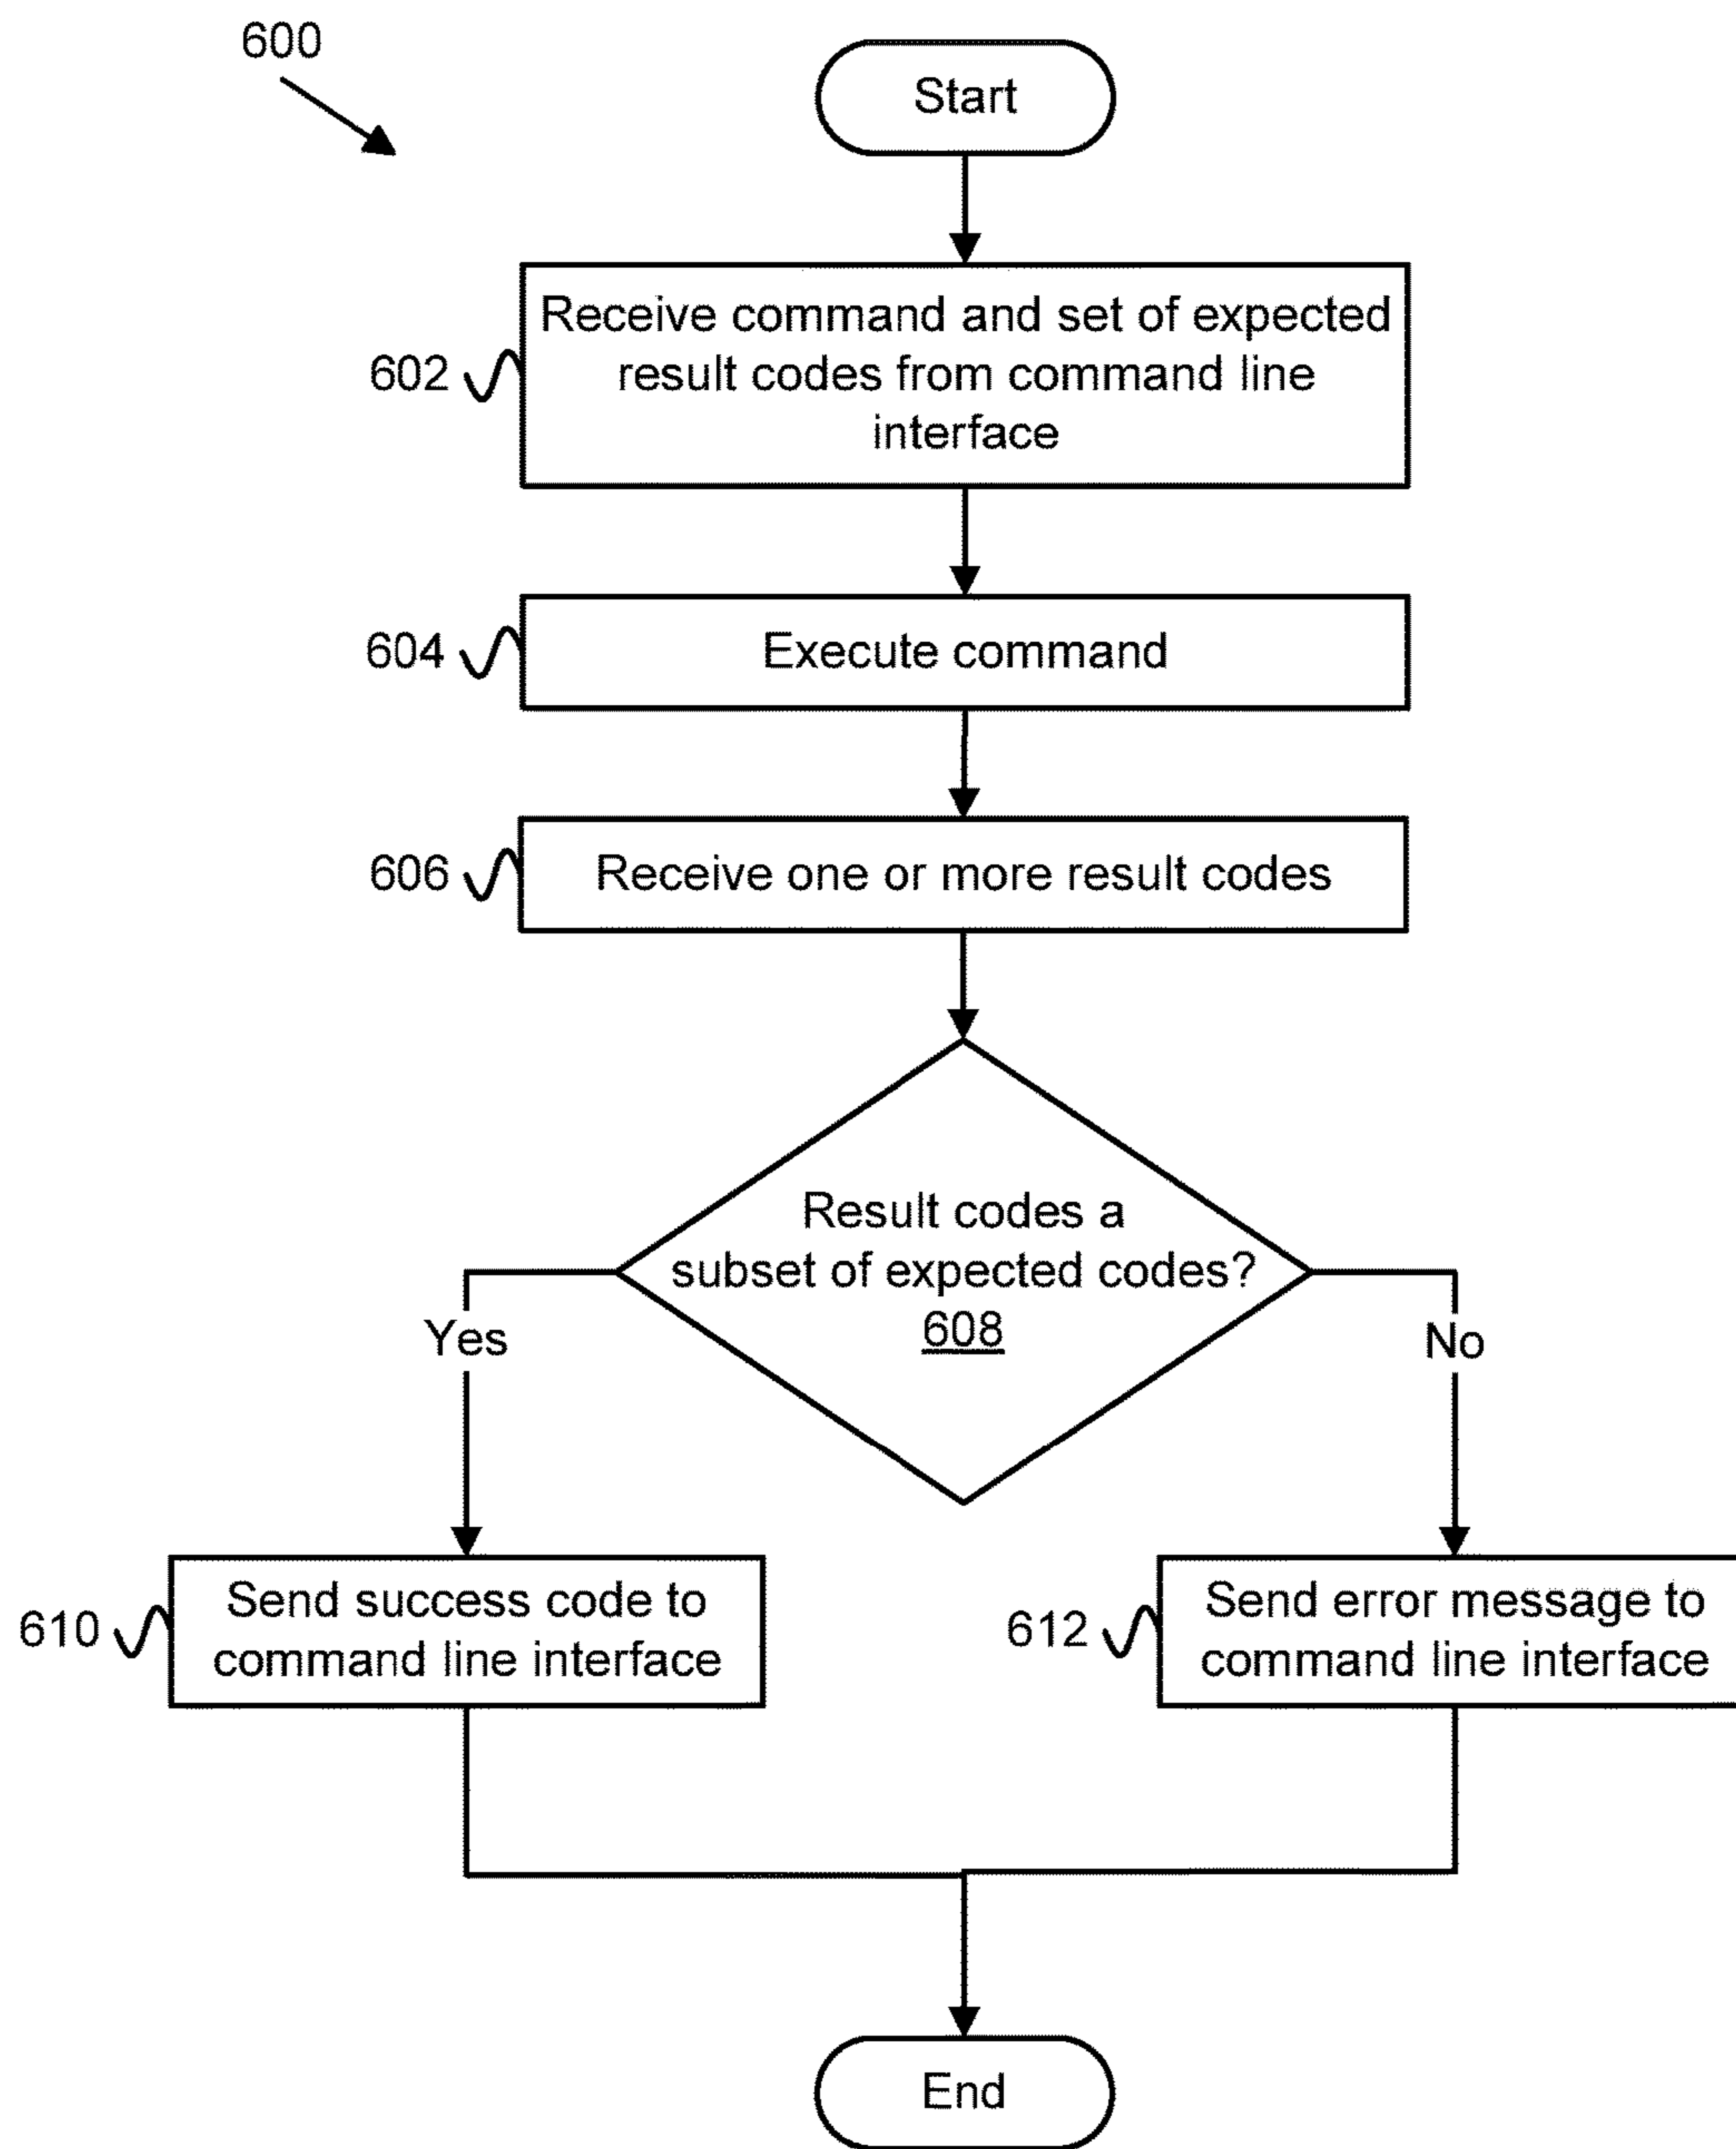 600
Start
Receive command and set of expected
result codes from command line
interface
602
Execute command
604
Receive one or more result codes
606
Result codes a
subset of expected codes?
608
Yes
No
Send success code to
command line interface
610
Send error message to
command line interface
612
End